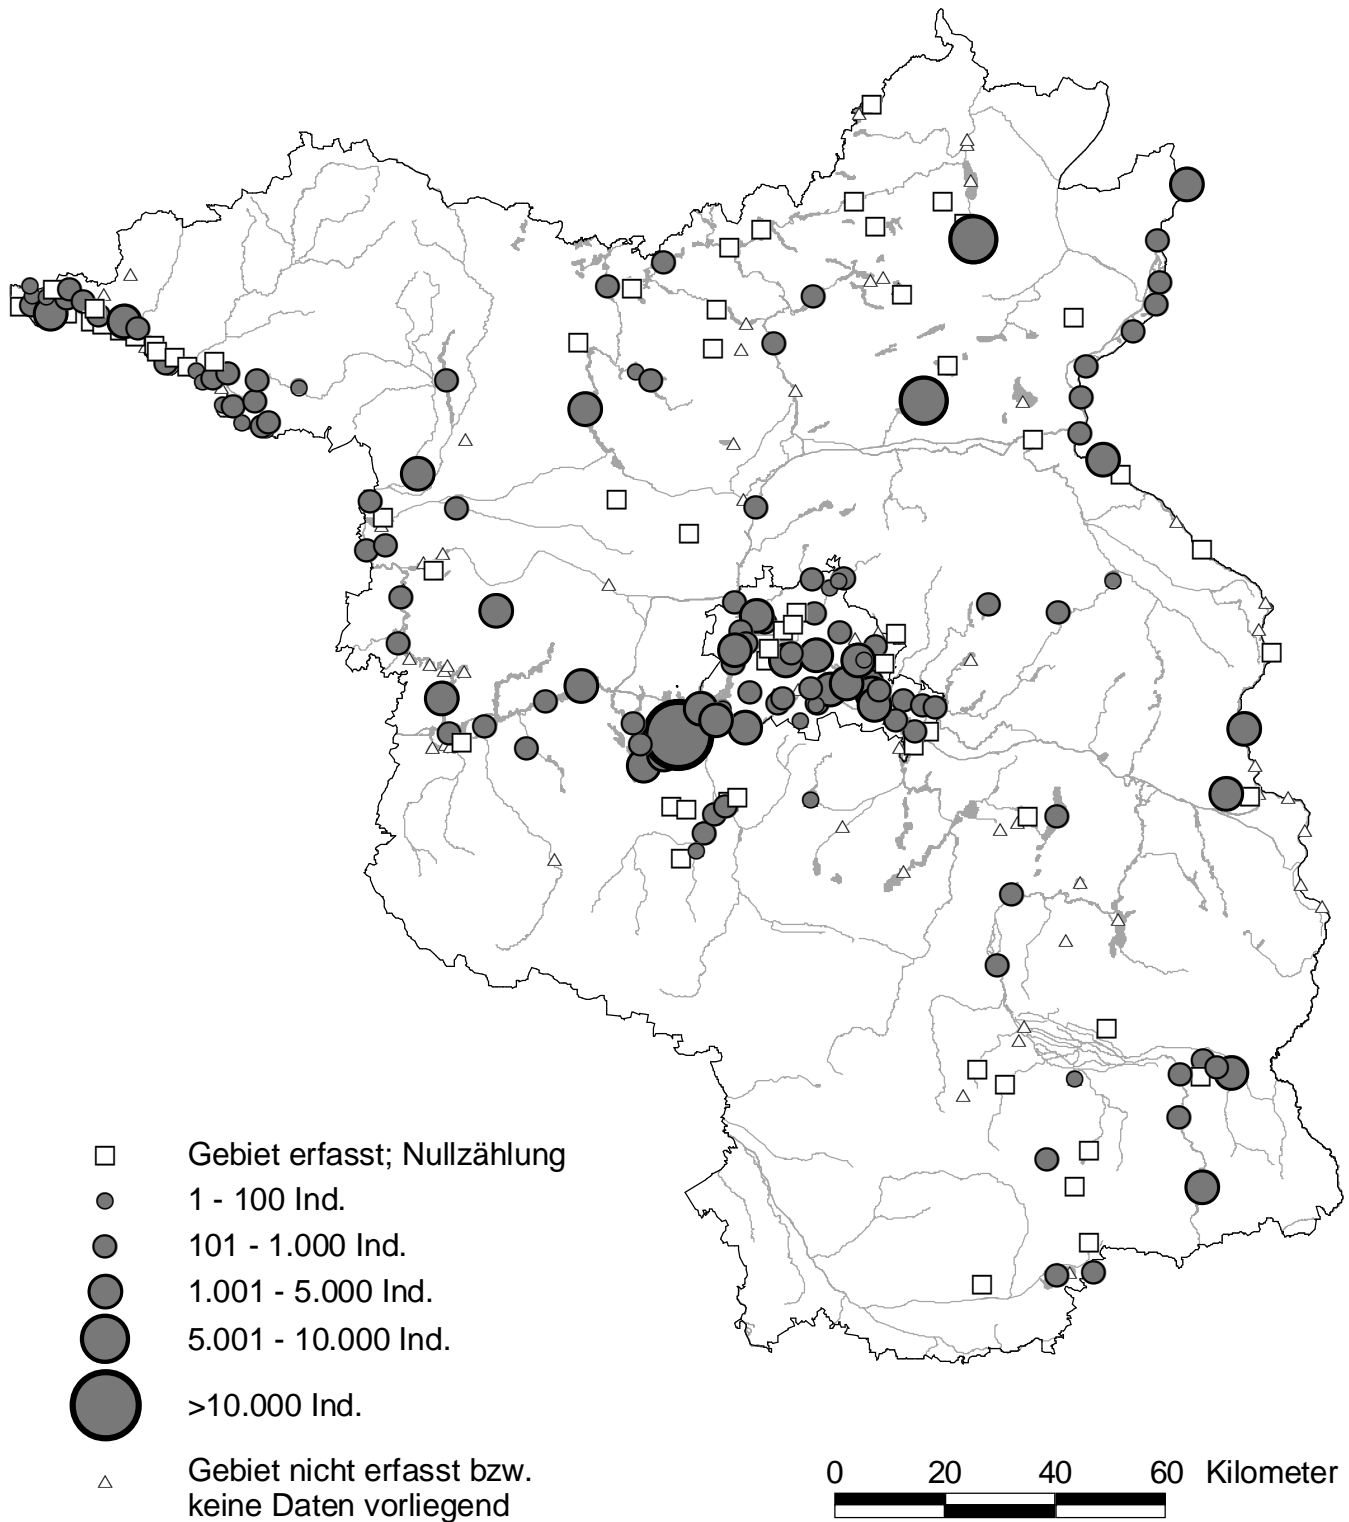 Gebiet erfasst; Nullzählung
1 - 100 Ind.
101 - 1.000 Ind.
1.001 - 5.000 Ind.
5.001 - 10.000 Ind.
>10.000 Ind.
Gebiet nicht erfasst bzw.
keine Daten vorliegend
0 20 40 60 Kilometer